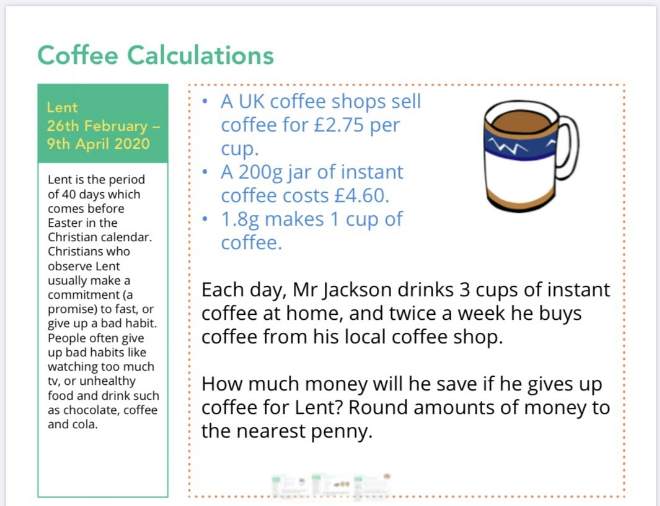 Coffee Calculations
Lent
26th February –
9th April 2020
Lent is the period
of 40 days which
comes before
Easter in the
Christian calendar.
Christians who
observe Lent
usually make a
commitment (a
promise) to fast, or
give up a bad habit.
People often give
up bad habits like
watching too much
tv, or unhealthy
food and drink such
as chocolate, coffee
and cola.
• A UK coffee shops sell
coffee for £2.75 per
cup.
• A 200g jar of instant
coffee costs £4.60.
• 1.8g makes 1 cup of
coffee.
Each day, Mr Jackson drinks 3 cups of instant
coffee at home, and twice a week he buys
coffee from his local coffee shop.
How much money will he save if he gives up
coffee for Lent? Round amounts of money to
the nearest penny.